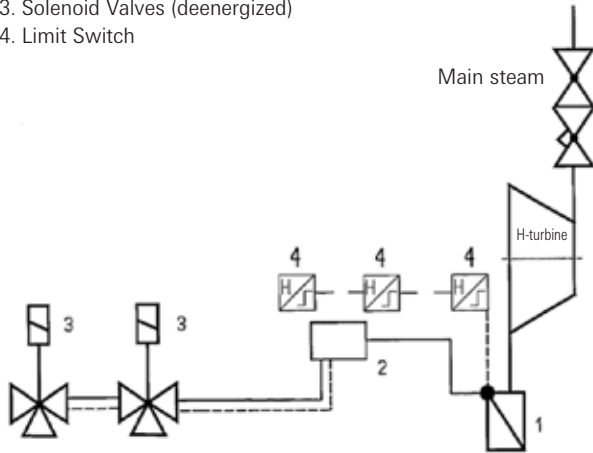 3. Solenoid Valves (deenergized)
4. Limit Switch
Main steam
H-turbine
4 4 4
H H H
3 3
2
1